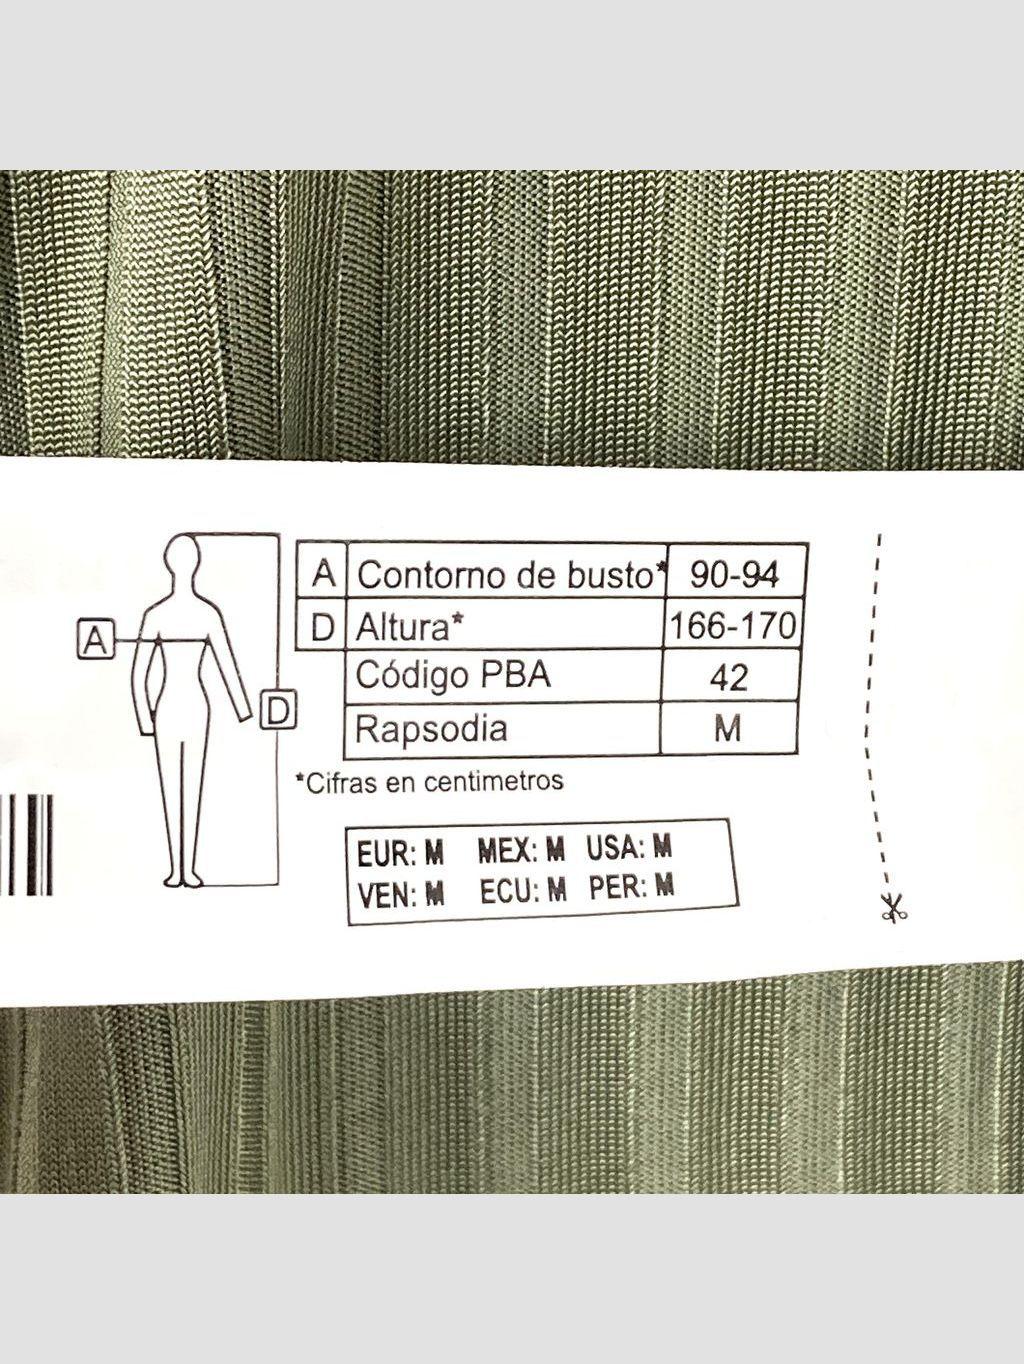 A Contorno de busto* 90-94
D Altura* 166-170
Código PBA 42
Rapsodia M
*Cifras en centimetros
A
D
EUR: M MEX: M USA: M
VEN: M ECU: M PER: M